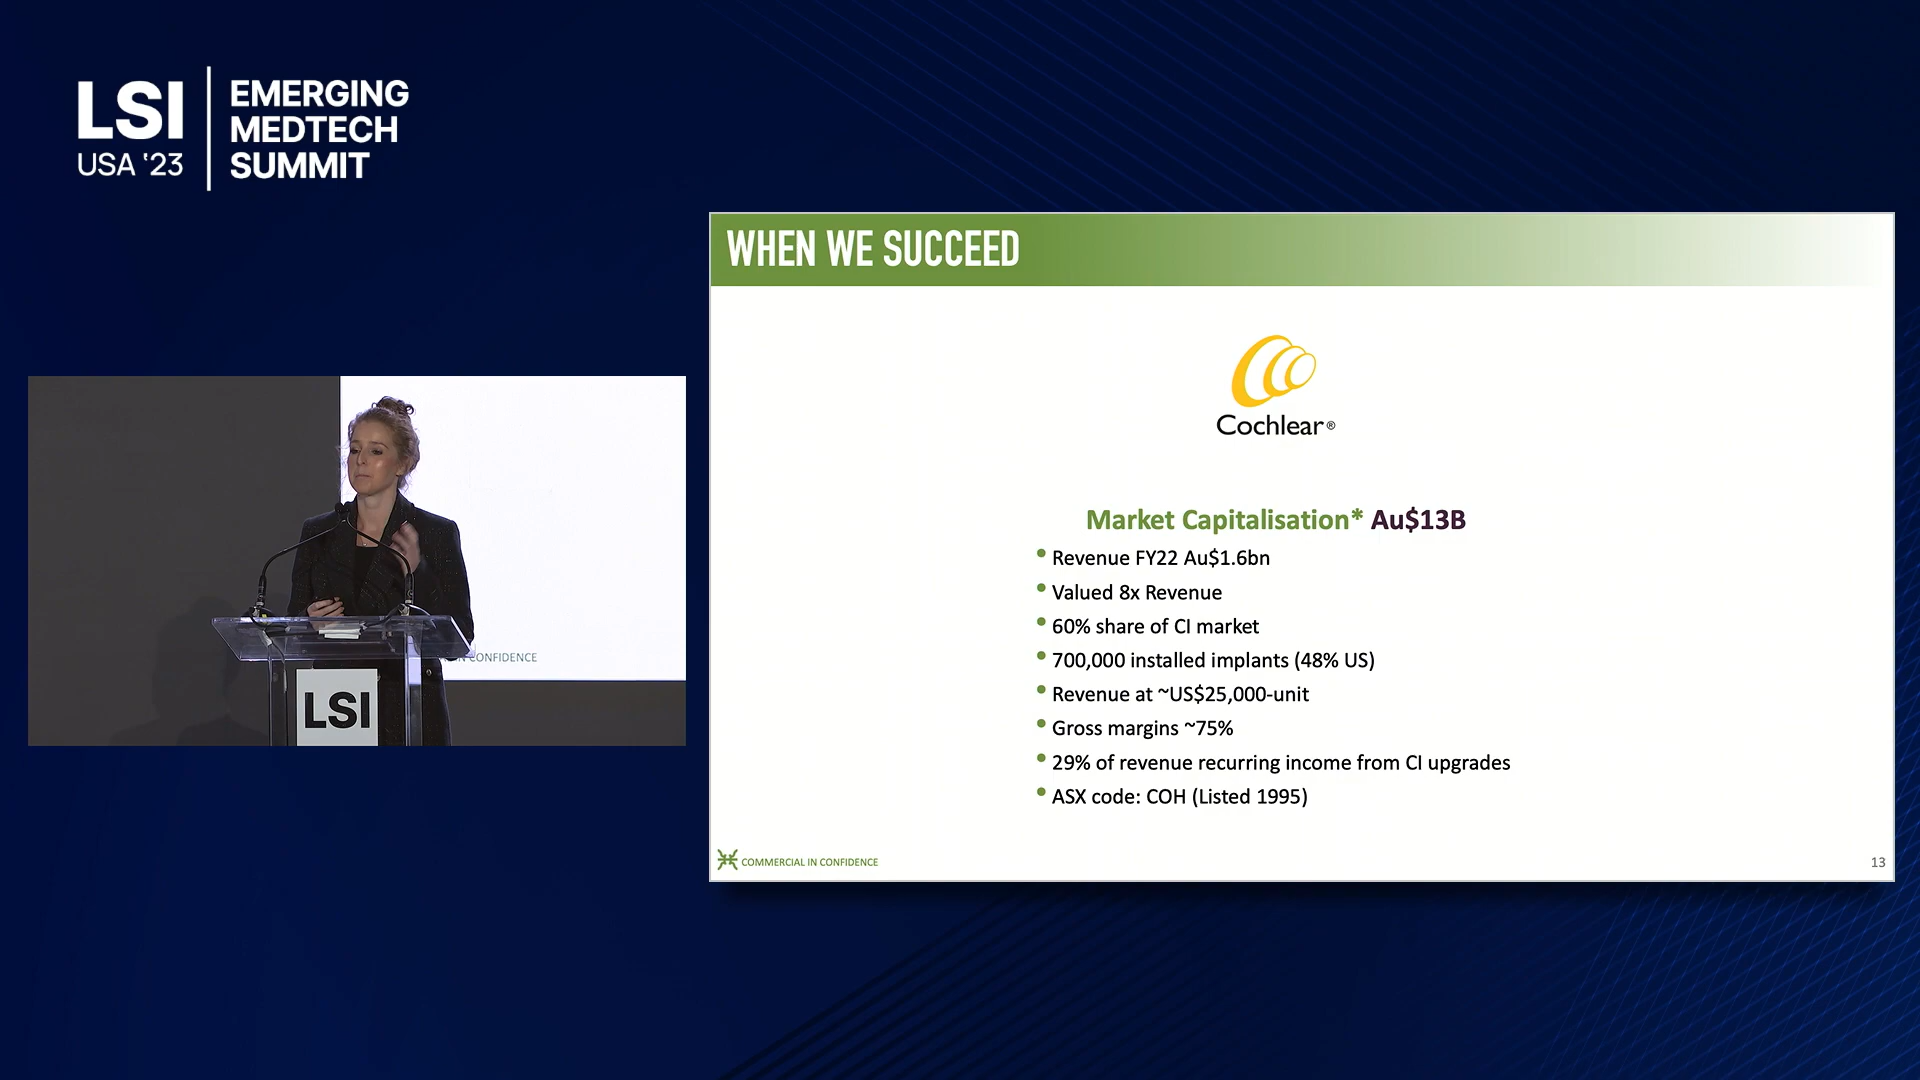 LSI
USA '23
EMERGING
MEDTECH
SUMMIT
WHEN WE SUCCEED
Cochlear®
Market Capitalisation* Au$13B
• Revenue FY22 Au$1.6bn
• Valued 8x Revenue
• 60% share of CI market
• 700,000 installed implants (48% US)
• Revenue at ~US$25,000-unit
• Gross margins ~75%
• 29% of revenue recurring income from CI upgrades
• ASX code: COH (Listed 1995)
COMMERCIAL IN CONFIDENCE
13
N CONFIDENCE
LSI